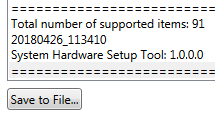 ==============================
Total number of supported items: 91
20180426_113410
System Hardware Setup Tool: 1.0.0.0
==============================
Save to File...